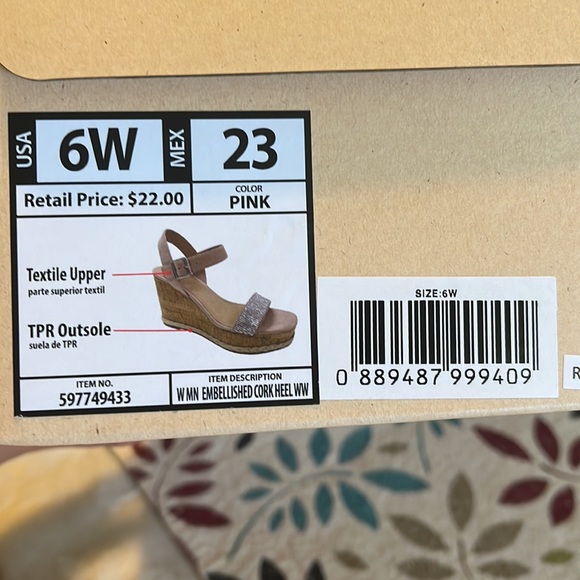 USA 6W MEX 23
Retail Price: $22.00
COLOR
PINK
Textile Upper
parte superior textil
TPR Outsole
suela de TPR
ITEM NO.
597749433
ITEM DESCRIPTION
W MN EMBELLISHED CORK HEEL WW
SIZE:6W
0 889487 999409
R